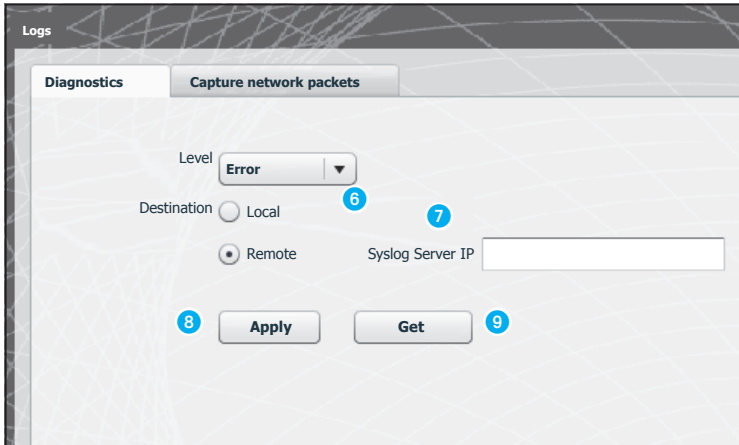 Logs
Diagnostics Capture network packets
Level Error
6
Destination Local
7
Remote Syslog Server IP
8 Apply Get 9